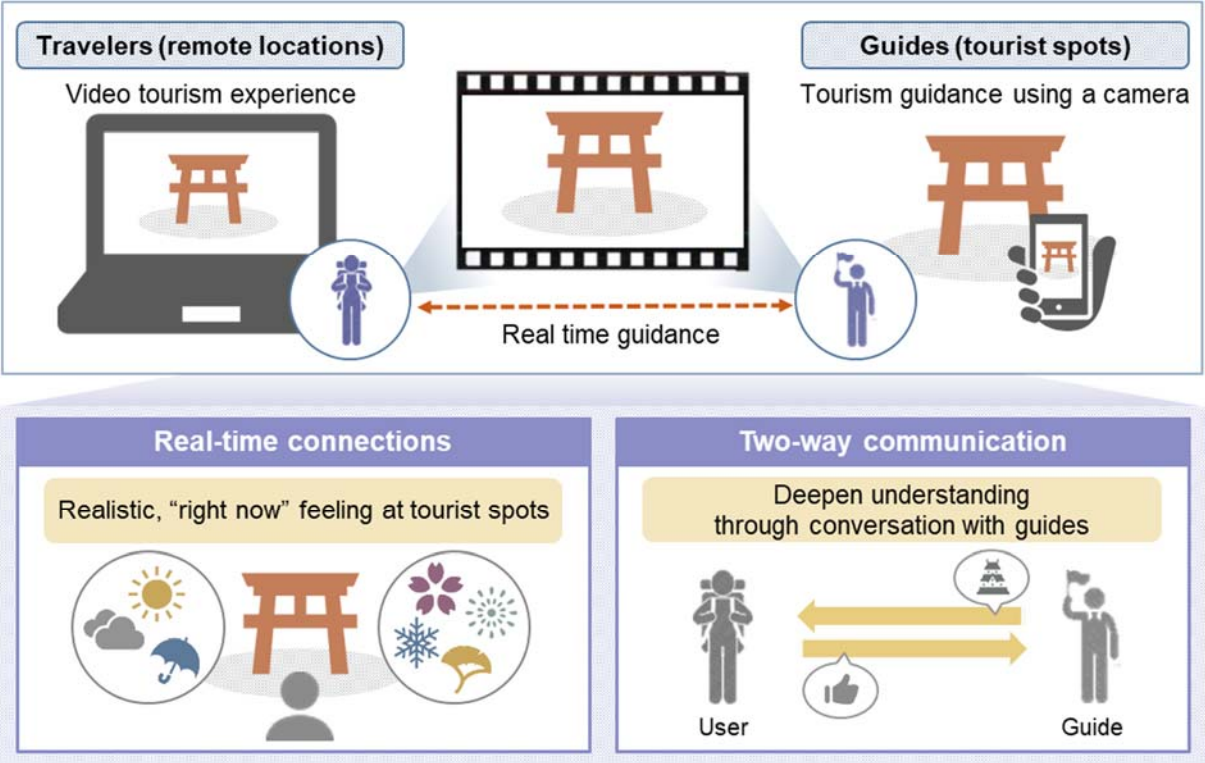 Travelers (remote locations)
Video tourism experience
Guides (tourist spots)
Tourism guidance using a camera
Real time guidance
Real-time connections
Realistic, “right now” feeling at tourist spots
Two-way communication
Deepen understanding
through conversation with guides
User
Guide